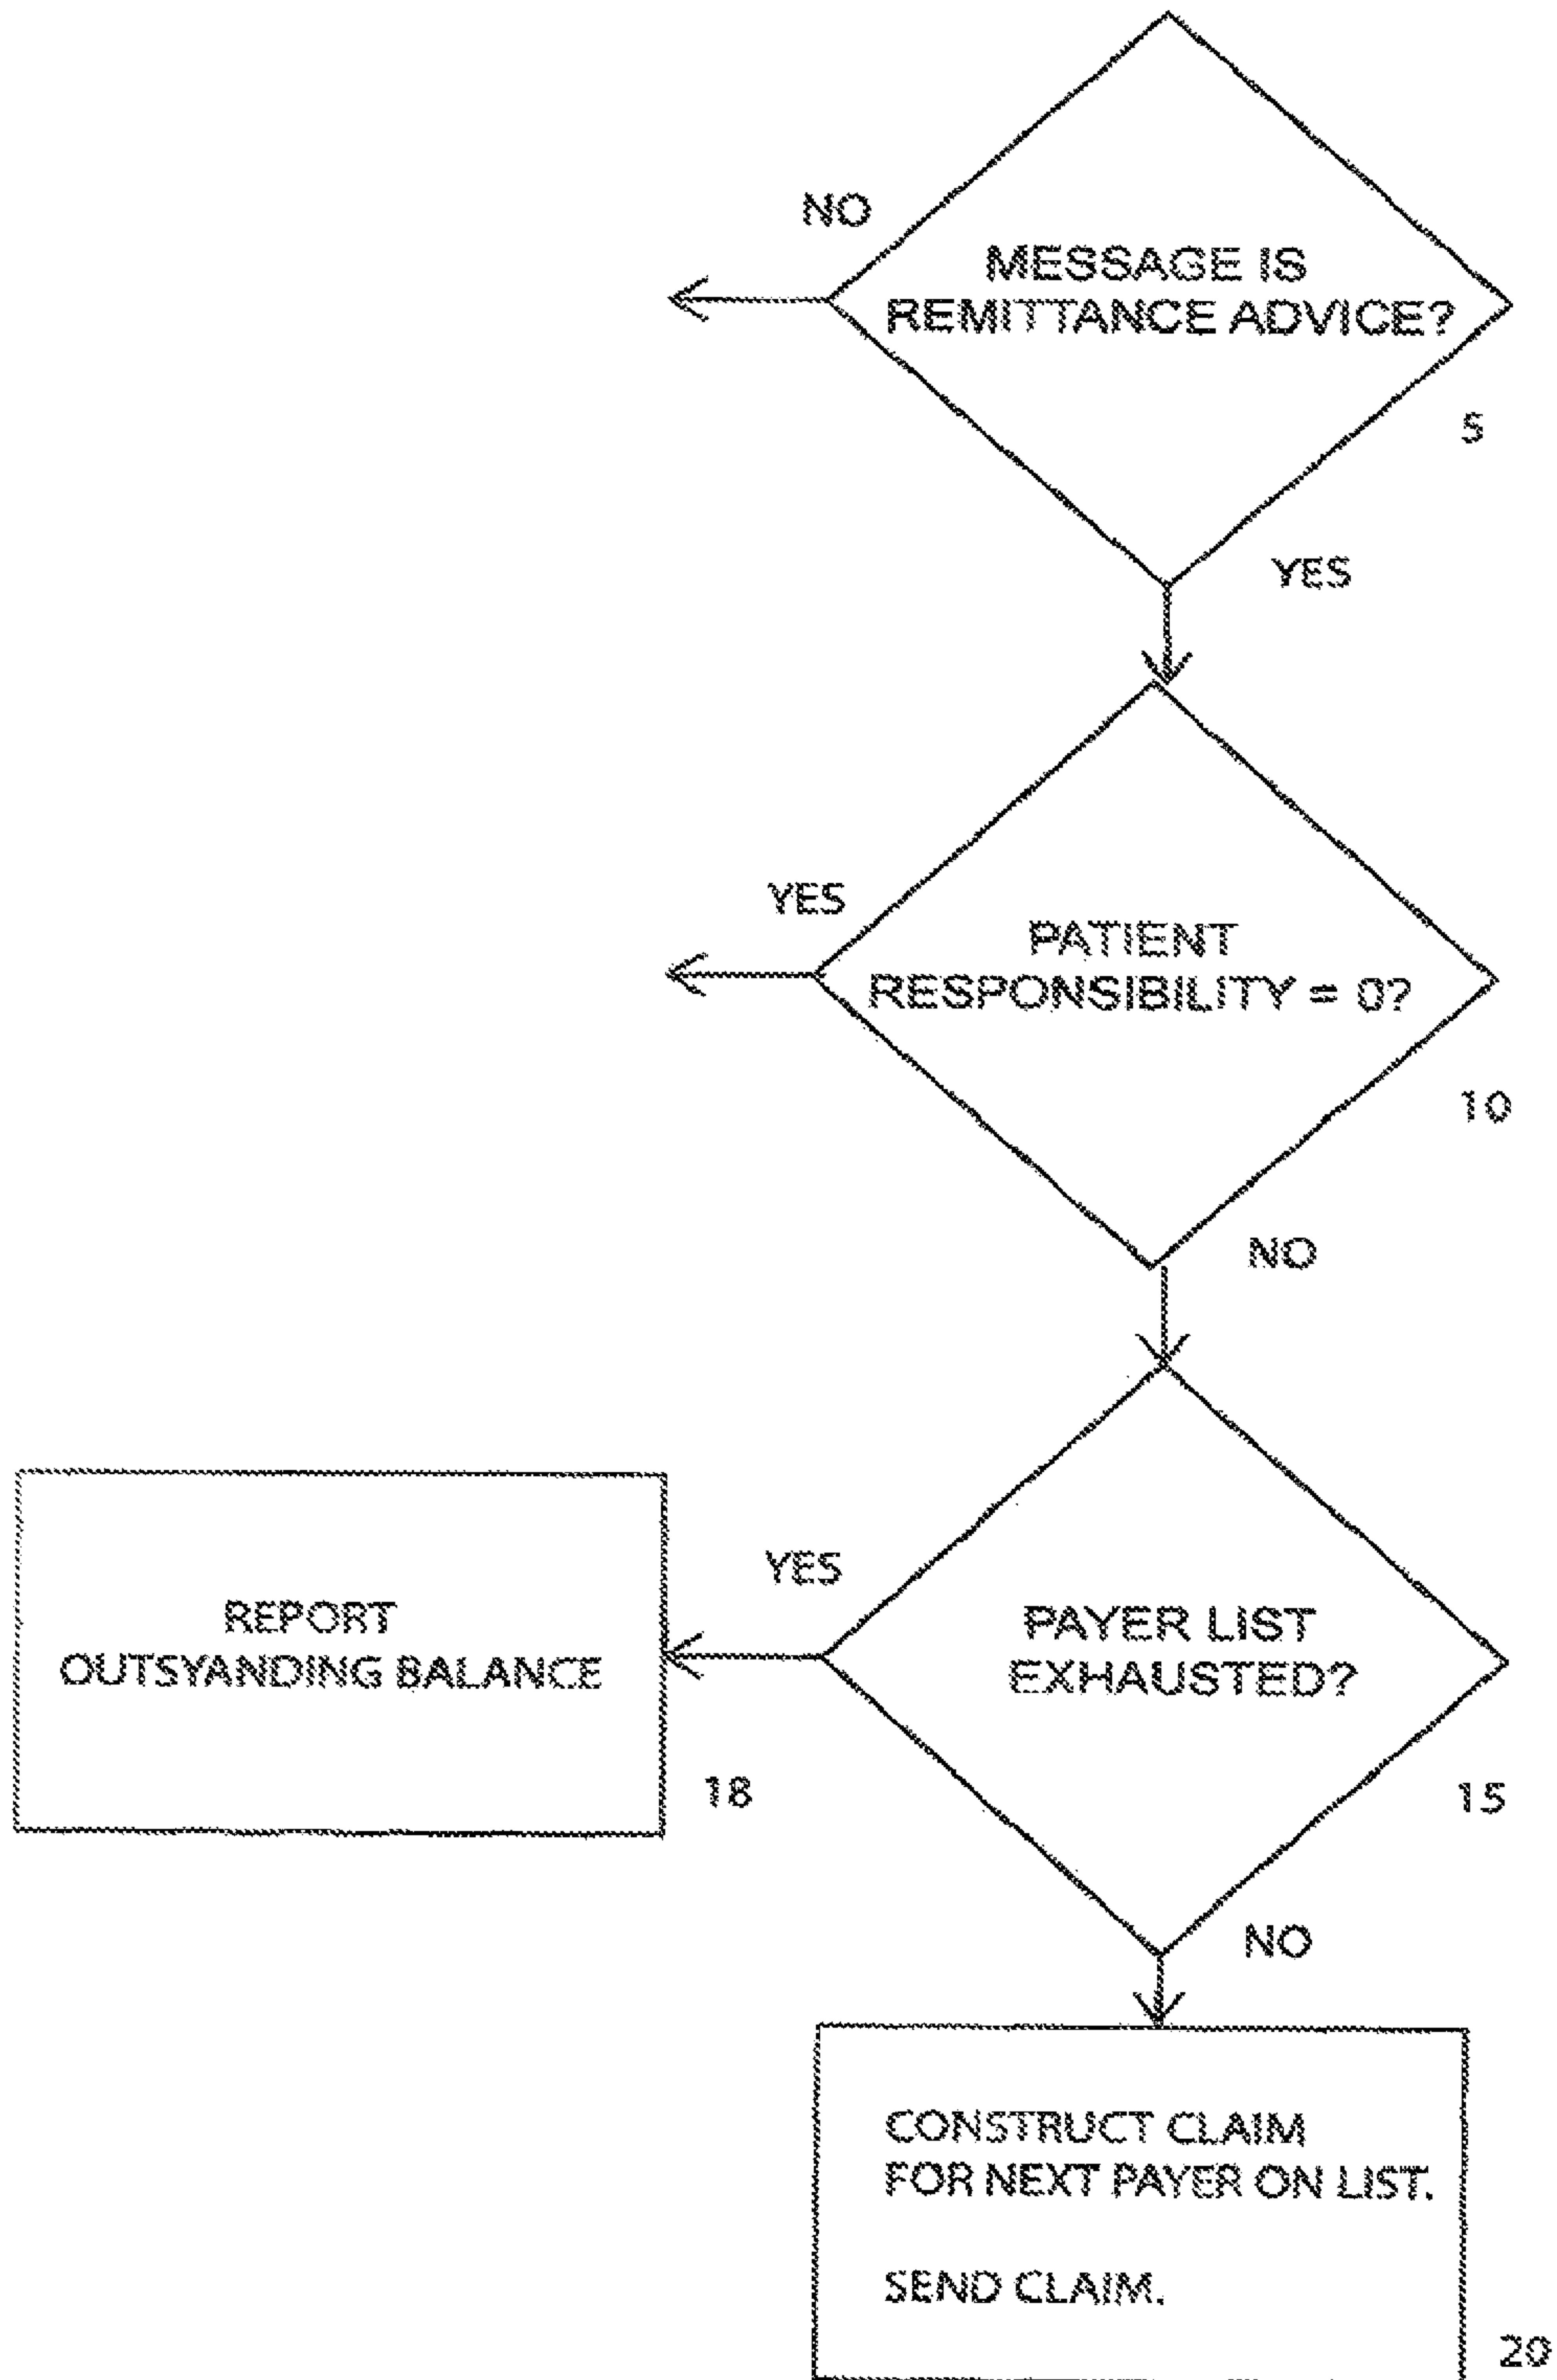 NO
MESSAGE IS
REMITTANCE ADVICE?
5
YES
YES
PATIENT
RESPONSIBILITY = 0?
10
NO
YES
PAYER LIST
EXHAUSTED?
15
REPORT
OUTSYANDING BALANCE
18
NO
CONSTRUCT CLAIM
FOR NEXT PAYER ON LIST.
SEND CLAIM.
20